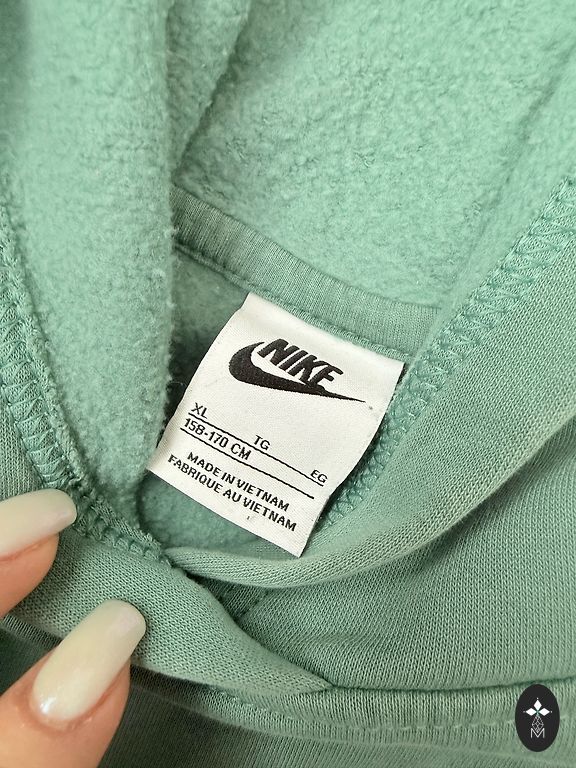 NIKE
XL TG EG
158-170 CM
MADE IN VIETNAM
FABRIQUE AU VIETNAM
M